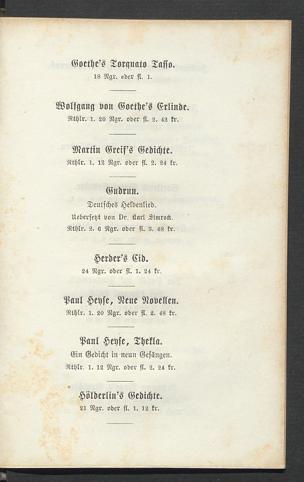 Goethe's Torquato Tasso.
18 Ngr. oder fl. 1.
Wolfgang von Goethe's Erlinde.
Rthlr. 1. 20 Ngr. oder fl. 2. 42 kr.
Martin Greif's Gedichte.
Rthlr. 1. 12 Ngr. oder fl. 2. 24 kr.
Gudrun.
Deutsches Heldenlied.
Uebersetzt von Dr. Karl Simrock.
Rthlr. 2. 6 Ngr. oder fl. 3. 48 kr.
Herder's Cid.
24 Ngr. oder fl. 1. 24 kr.
Paul Heyse, Neue Novellen.
Rthlr. 1. 20 Ngr. oder fl. 2. 48 kr.
Paul Heyse, Thekla.
Ein Gedicht in neun Gesängen.
Rthlr. 1. 12 Ngr. oder fl. 2. 24 kr.
Hölderlin's Gedichte.
21 Ngr. oder fl. 1. 12 kr.